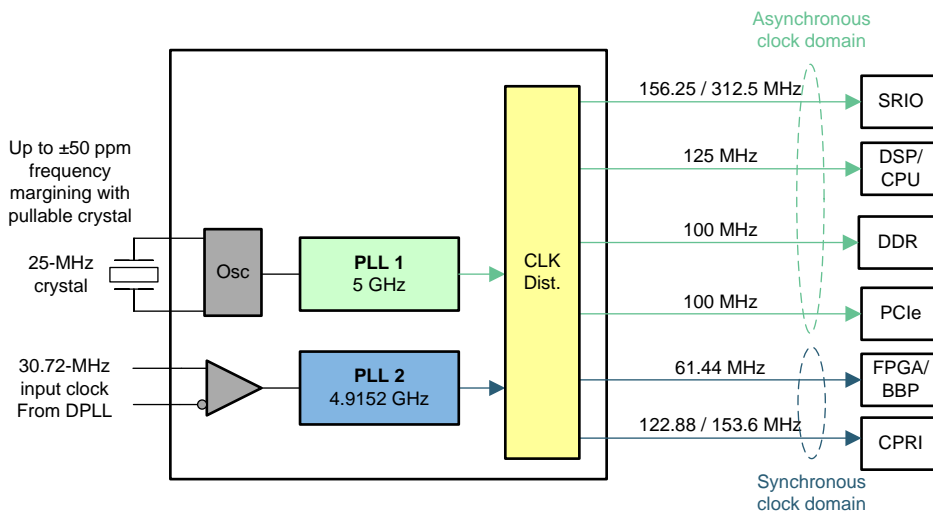 Asynchronous
clock domain
156.25 / 312.5 MHz
SRIO
Up to ±50 ppm
frequency
margining with
pullable crystal
125 MHz
DSP/
CPU
25-MHz
crystal
Osc
PLL 1
5 GHz
CLK
Dist.
100 MHz
DDR
100 MHz
PCIe
30.72-MHz
input clock
From DPLL
PLL 2
4.9152 GHz
61.44 MHz
FPGA/
BBP
122.88 / 153.6 MHz
CPRI
Synchronous
clock domain